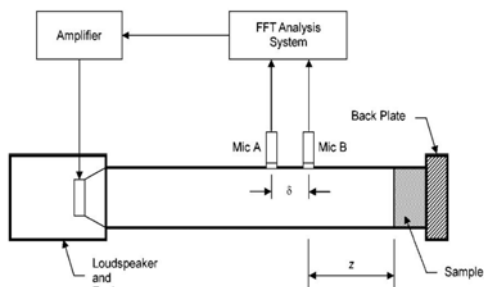 Amplifier
FFT Analysis
System
Back Plate
Mic A
Mic B
δ
z
Loudspeaker
and
Sample